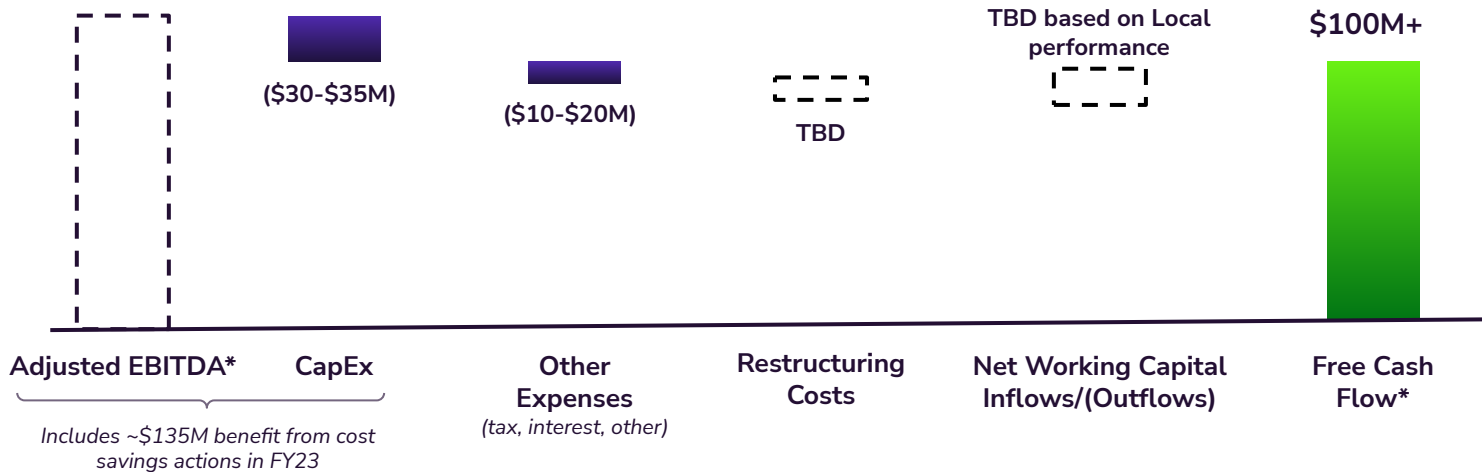 TBD based on Local
performance
$100M+
($30-$35M)
($10-$20M)
TBD
Adjusted EBITDA*
CapEx
Other
Expenses
(tax, interest, other)
Restructuring
Costs
Net Working Capital
Inflows/(Outflows)
Free Cash
Flow*
Includes ~$135M benefit from cost
savings actions in FY23